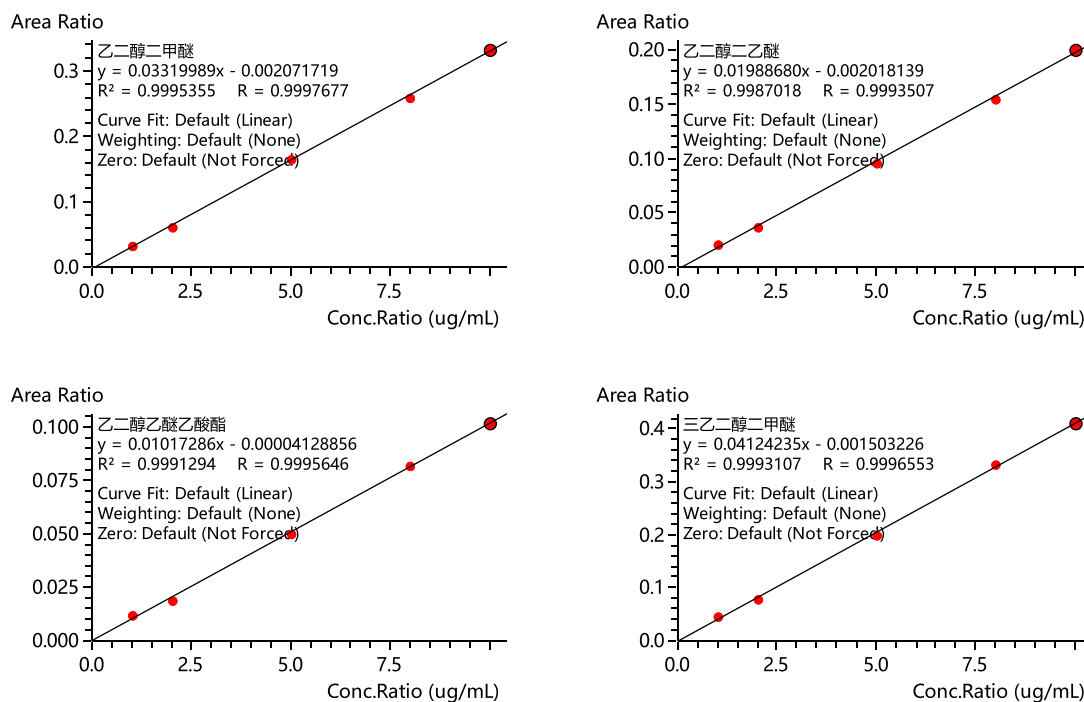 Area Ratio
乙二醇二甲醚
y = 0.03319989x - 0.002071719
R² = 0.9995355 R = 0.9997677
Curve Fit: Default (Linear)
Weighting: Default (None)
Zero: Default (Not Forced)
0.3
0.2
0.1
0.0
0.0 2.5 5.0 7.5
Conc.Ratio (ug/mL)
Area Ratio
乙二醇二乙醚
y = 0.01988680x - 0.002018139
R² = 0.9987018 R = 0.9993507
Curve Fit: Default (Linear)
Weighting: Default (None)
Zero: Default (Not Forced)
0.20
0.15
0.10
0.05
0.00
0.0 2.5 5.0 7.5
Conc.Ratio (ug/mL)
Area Ratio
乙二醇乙醚乙酸酯
y = 0.01017286x - 0.00004128856
R² = 0.9991294 R = 0.9995646
Curve Fit: Default (Linear)
Weighting: Default (None)
Zero: Default (Not Forced)
0.100
0.075
0.050
0.025
0.000
0.0 2.5 5.0 7.5
Conc.Ratio (ug/mL)
Area Ratio
三乙二醇二甲醚
y = 0.04124235x - 0.001503226
R² = 0.9993107 R = 0.9996553
Curve Fit: Default (Linear)
Weighting: Default (None)
Zero: Default (Not Forced)
0.4
0.3
0.2
0.1
0.0
0.0 2.5 5.0 7.5
Conc.Ratio (ug/mL)